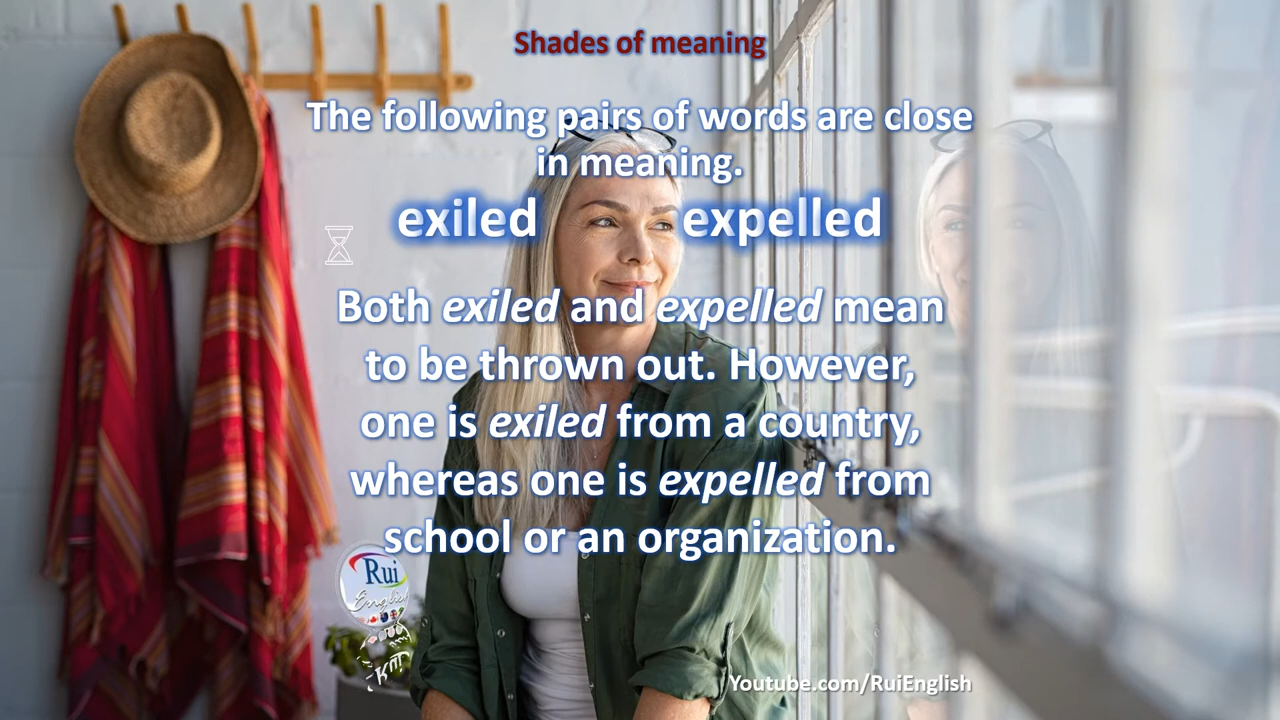 Shades of meaning
The following pairs of words are close
in meaning.
exiled expelled
Both exiled and expelled mean
to be thrown out. However,
one is exiled from a country,
whereas one is expelled from
school or an organization.
Rui
English
KMT
Youtube.com/RuiEnglish